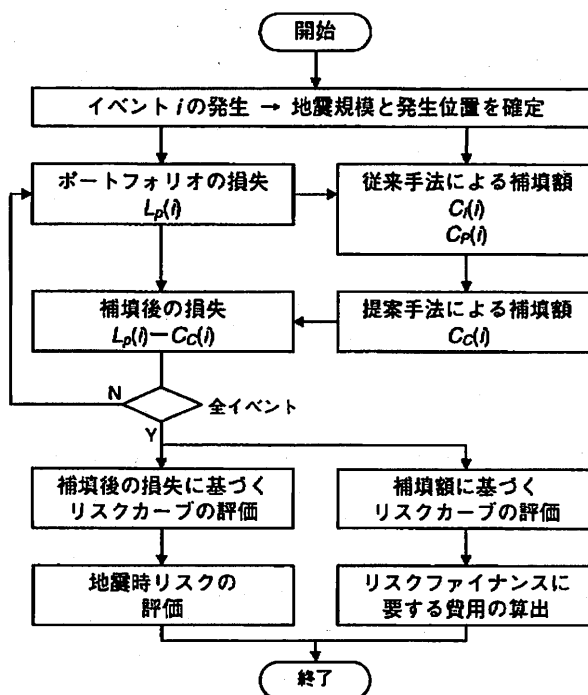 開始
イベント i の発生 → 地震規模と発生位置を確定
ポートフォリオの損失
Lp(i)
従来手法による補填額
Ci(i)
CP(i)
補填後の損失
Lp(i)−CC(i)
提案手法による補填額
CC(i)
N
全イベント
Y
補填後の損失に基づく
リスクカーブの評価
補填額に基づく
リスクカーブの評価
地震時リスクの
評価
リスクファイナンスに
要する費用の算出
終了